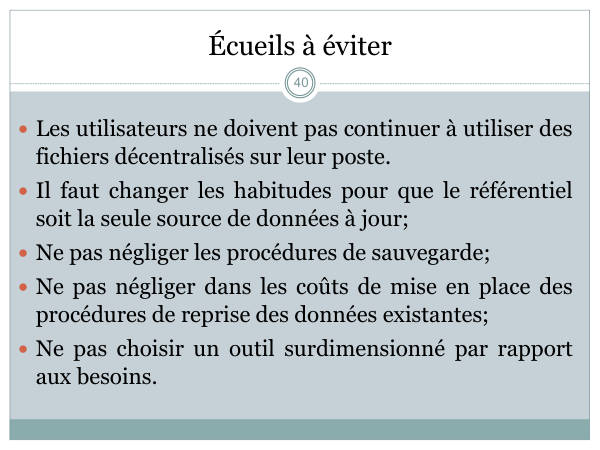 Écueils à éviter
40
• Les utilisateurs ne doivent pas continuer à utiliser des
fichiers décentralisés sur leur poste.
• Il faut changer les habitudes pour que le référentiel
soit la seule source de données à jour;
• Ne pas négliger les procédures de sauvegarde;
• Ne pas négliger dans les coûts de mise en place des
procédures de reprise des données existantes;
• Ne pas choisir un outil surdimensionné par rapport
aux besoins.